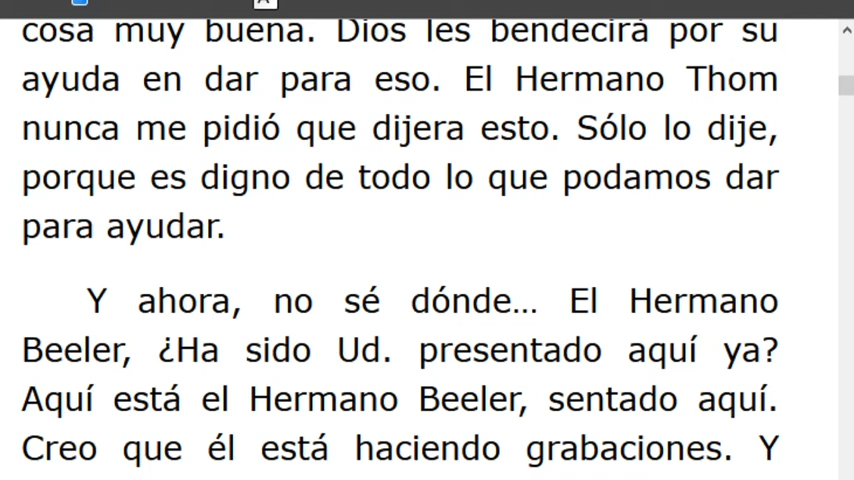 cosa muy buena. Dios les bendecirá por su
ayuda en dar para eso. El Hermano Thom
nunca me pidió que dijera esto. Sólo lo dije,
porque es digno de todo lo que podamos dar
para ayudar.
Y ahora, no sé dónde… El Hermano
Beeler, ¿Ha sido Ud. presentado aquí ya?
Aquí está el Hermano Beeler, sentado aquí.
Creo que él está haciendo grabaciones. Y